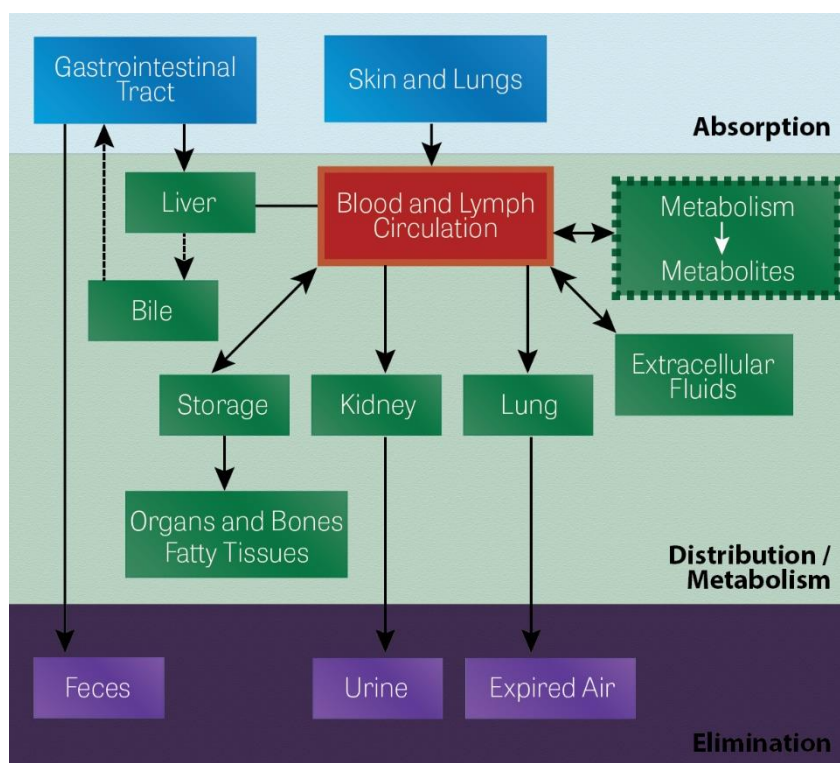 Gastrointestinal
Tract
Skin and Lungs
Absorption
Liver
Blood and Lymph
Circulation
Metabolism
Metabolites
Bile
Extracellular
Fluids
Storage
Kidney
Lung
Organs and Bones
Fatty Tissues
Distribution /
Metabolism
Feces
Urine
Expired Air
Elimination